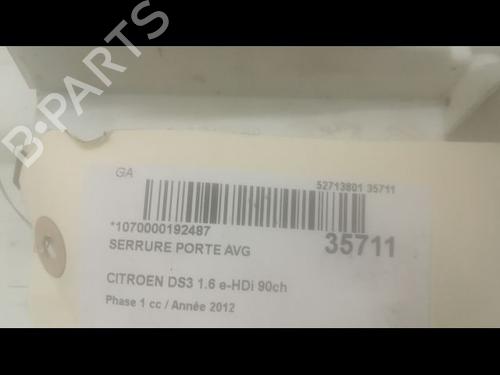 B-PARTS
GA
52713801 35711
*1070000192487
SERRURE PORTE AVG
35711
CITROEN DS3 1.6 e-HDi 90ch
Phase 1 cc / Année 2012